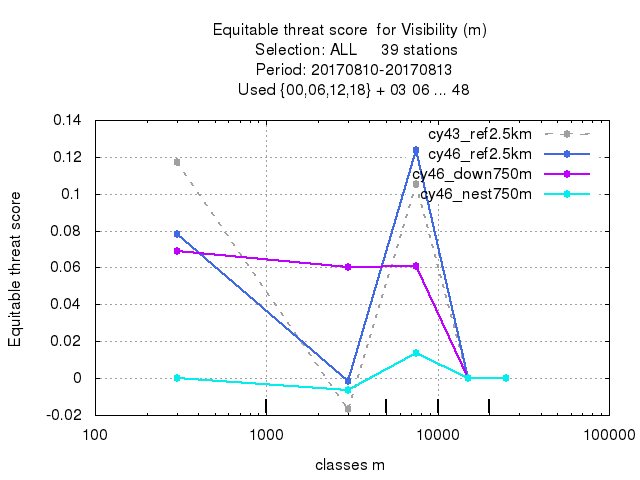 Equitable threat score  for Visibility (m)
Selection: ALL     39 stations
Period: 20170810-20170813
Used {00,06,12,18} + 03 06 ... 48
cy43_ref2.5km
cy46_ref2.5km
cy46_down750m
cy46_nest750m
Equitable threat score
0.14
0.12
0.1
0.08
0.06
0.04
0.02
0
-0.02
100
1000
10000
100000
classes m